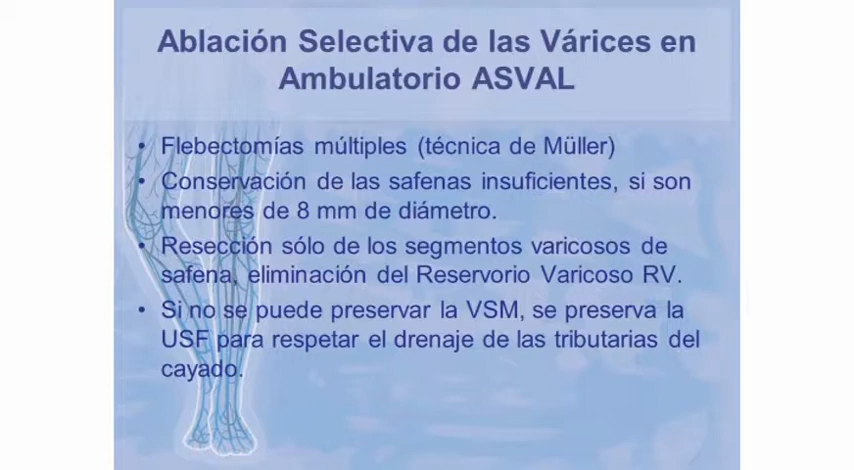 Ablación Selectiva de las Várices en
Ambulatorio ASVAL
• Flebectomías múltiples (técnica de Müller)
• Conservación de las safenas insuficientes, si son
menores de 8 mm de diámetro.
• Resección sólo de los segmentos varicosos de
safena, eliminación del Reservorio Varicoso RV.
• Si no se puede preservar la VSM, se preserva la
USF para respetar el drenaje de las tributarias del
cayado.